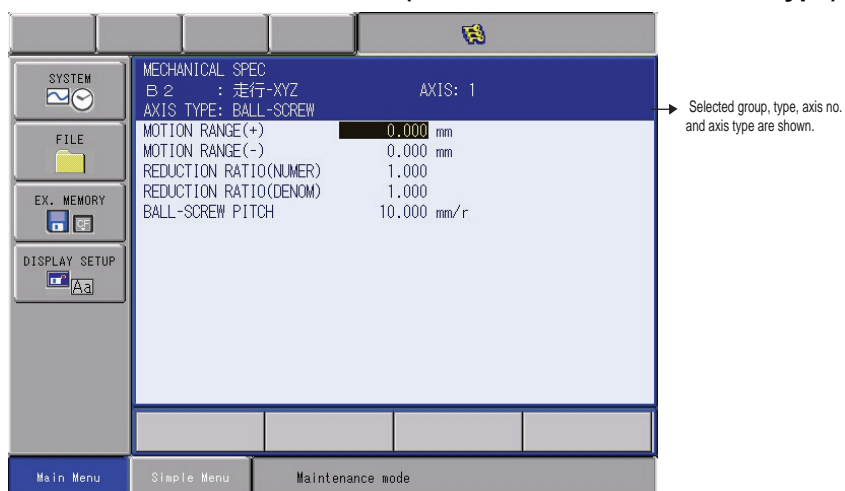 SYSTEM
FILE
EX. MEMORY
CF
DISPLAY SETUP
Aa
MECHANICAL SPEC
B2 : 走行-XYZ AXIS: 1
AXIS TYPE: BALL-SCREW
MOTION RANGE(+) 0.000 mm
MOTION RANGE(-) 0.000 mm
REDUCTION RATIO(NUMER) 1.000
REDUCTION RATIO(DENOM) 1.000
BALL-SCREW PITCH 10.000 mm/r
Selected group, type, axis no.
and axis type are shown.
Main Menu
Simple Menu
Maintenance mode